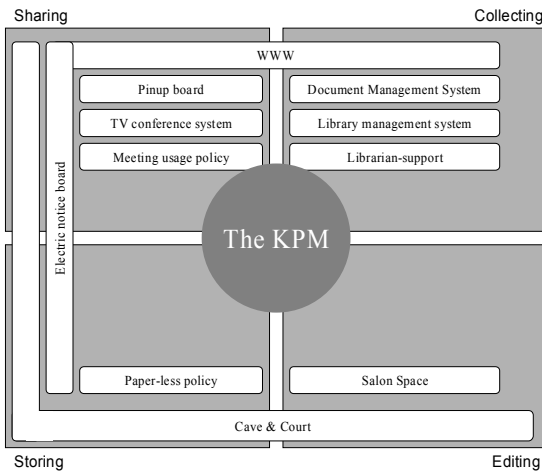 Sharing
Collecting
WWW
Pinup board
Document Management System
TV conference system
Library management system
Meeting usage policy
Librarian-support
Electric notice board
The KPM
Paper-less policy
Salon Space
Cave & Court
Storing
Editing